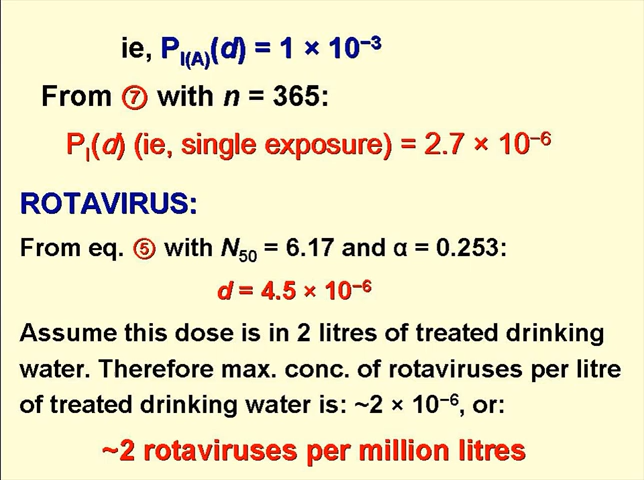 ie, P_I(A)(d) = 1 × 10⁻³
From ⑦ with n = 365:
P_I(d) (ie, single exposure) = 2.7 × 10⁻⁶
ROTAVIRUS:
From eq. ⑤ with N₅₀ = 6.17 and α = 0.253:
d = 4.5 × 10⁻⁶
Assume this dose is in 2 litres of treated drinking
water. Therefore max. conc. of rotaviruses per litre
of treated drinking water is: ~2 × 10⁻⁶, or:
~2 rotaviruses per million litres